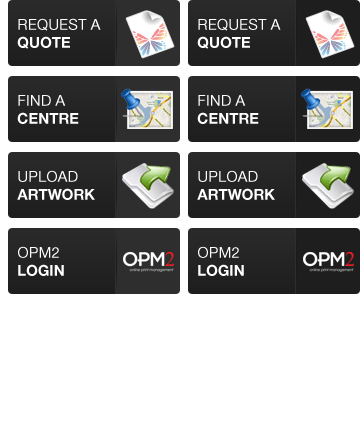 REQUEST A
QUOTE
REQUEST A
QUOTE
FIND A
CENTRE
FIND A
CENTRE
UPLOAD
ARTWORK
UPLOAD
ARTWORK
OPM2
LOGIN
OPM2
online print management
OPM2
LOGIN
OPM2
online print management